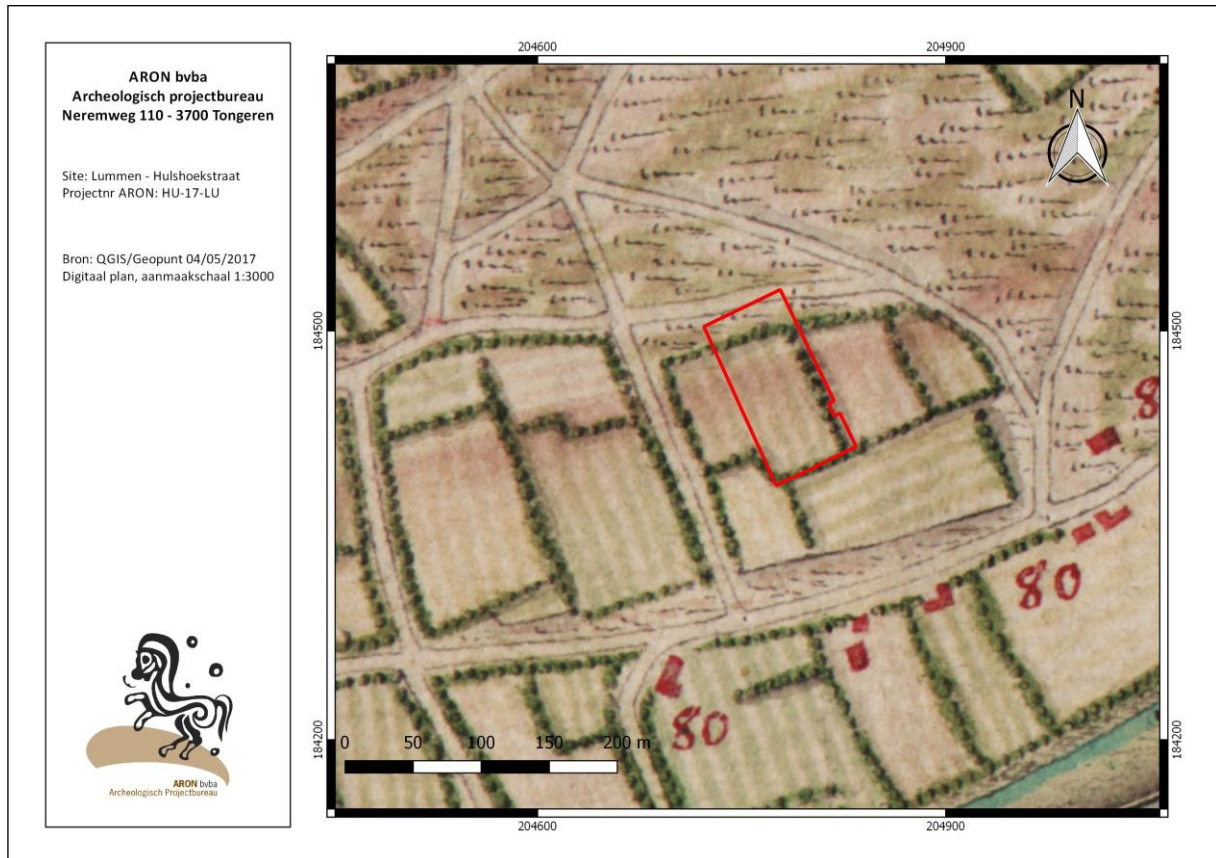 ARON bvba
Archeologisch projectbureau
Neremweg 110 - 3700 Tongeren
Site: Lummen - Hulshoekstraat
Projectnr ARON: HU-17-LU
Bron: QGIS/Geopunt 04/05/2017
Digitaal plan, aanmaakschaal 1:3000
ARON bvba
Archeologisch Projectbureau
204600
204900
N
184500
184500
8
80
80
184200
184200
0 50 100 150 200 m
204600
204900